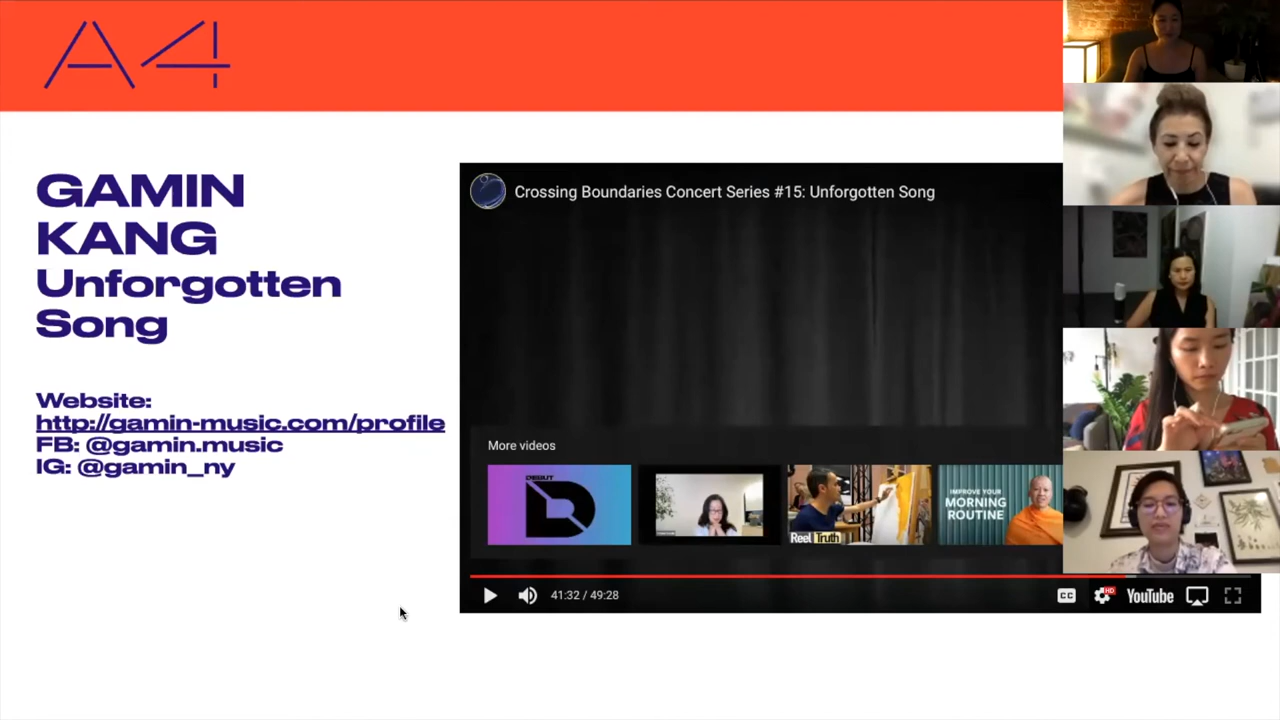 A4
GAMIN
KANG
Unforgotten
Song
Website:
http://gamin-music.com/profile
FB: @gamin.music
IG: @gamin_ny
Crossing Boundaries Concert Series #15: Unforgotten Song
More videos
DEBUT
D
Reel Truth
IMPROVE YOUR
MORNING
ROUTINE
41:32 / 49:28
CC
HD
YouTube